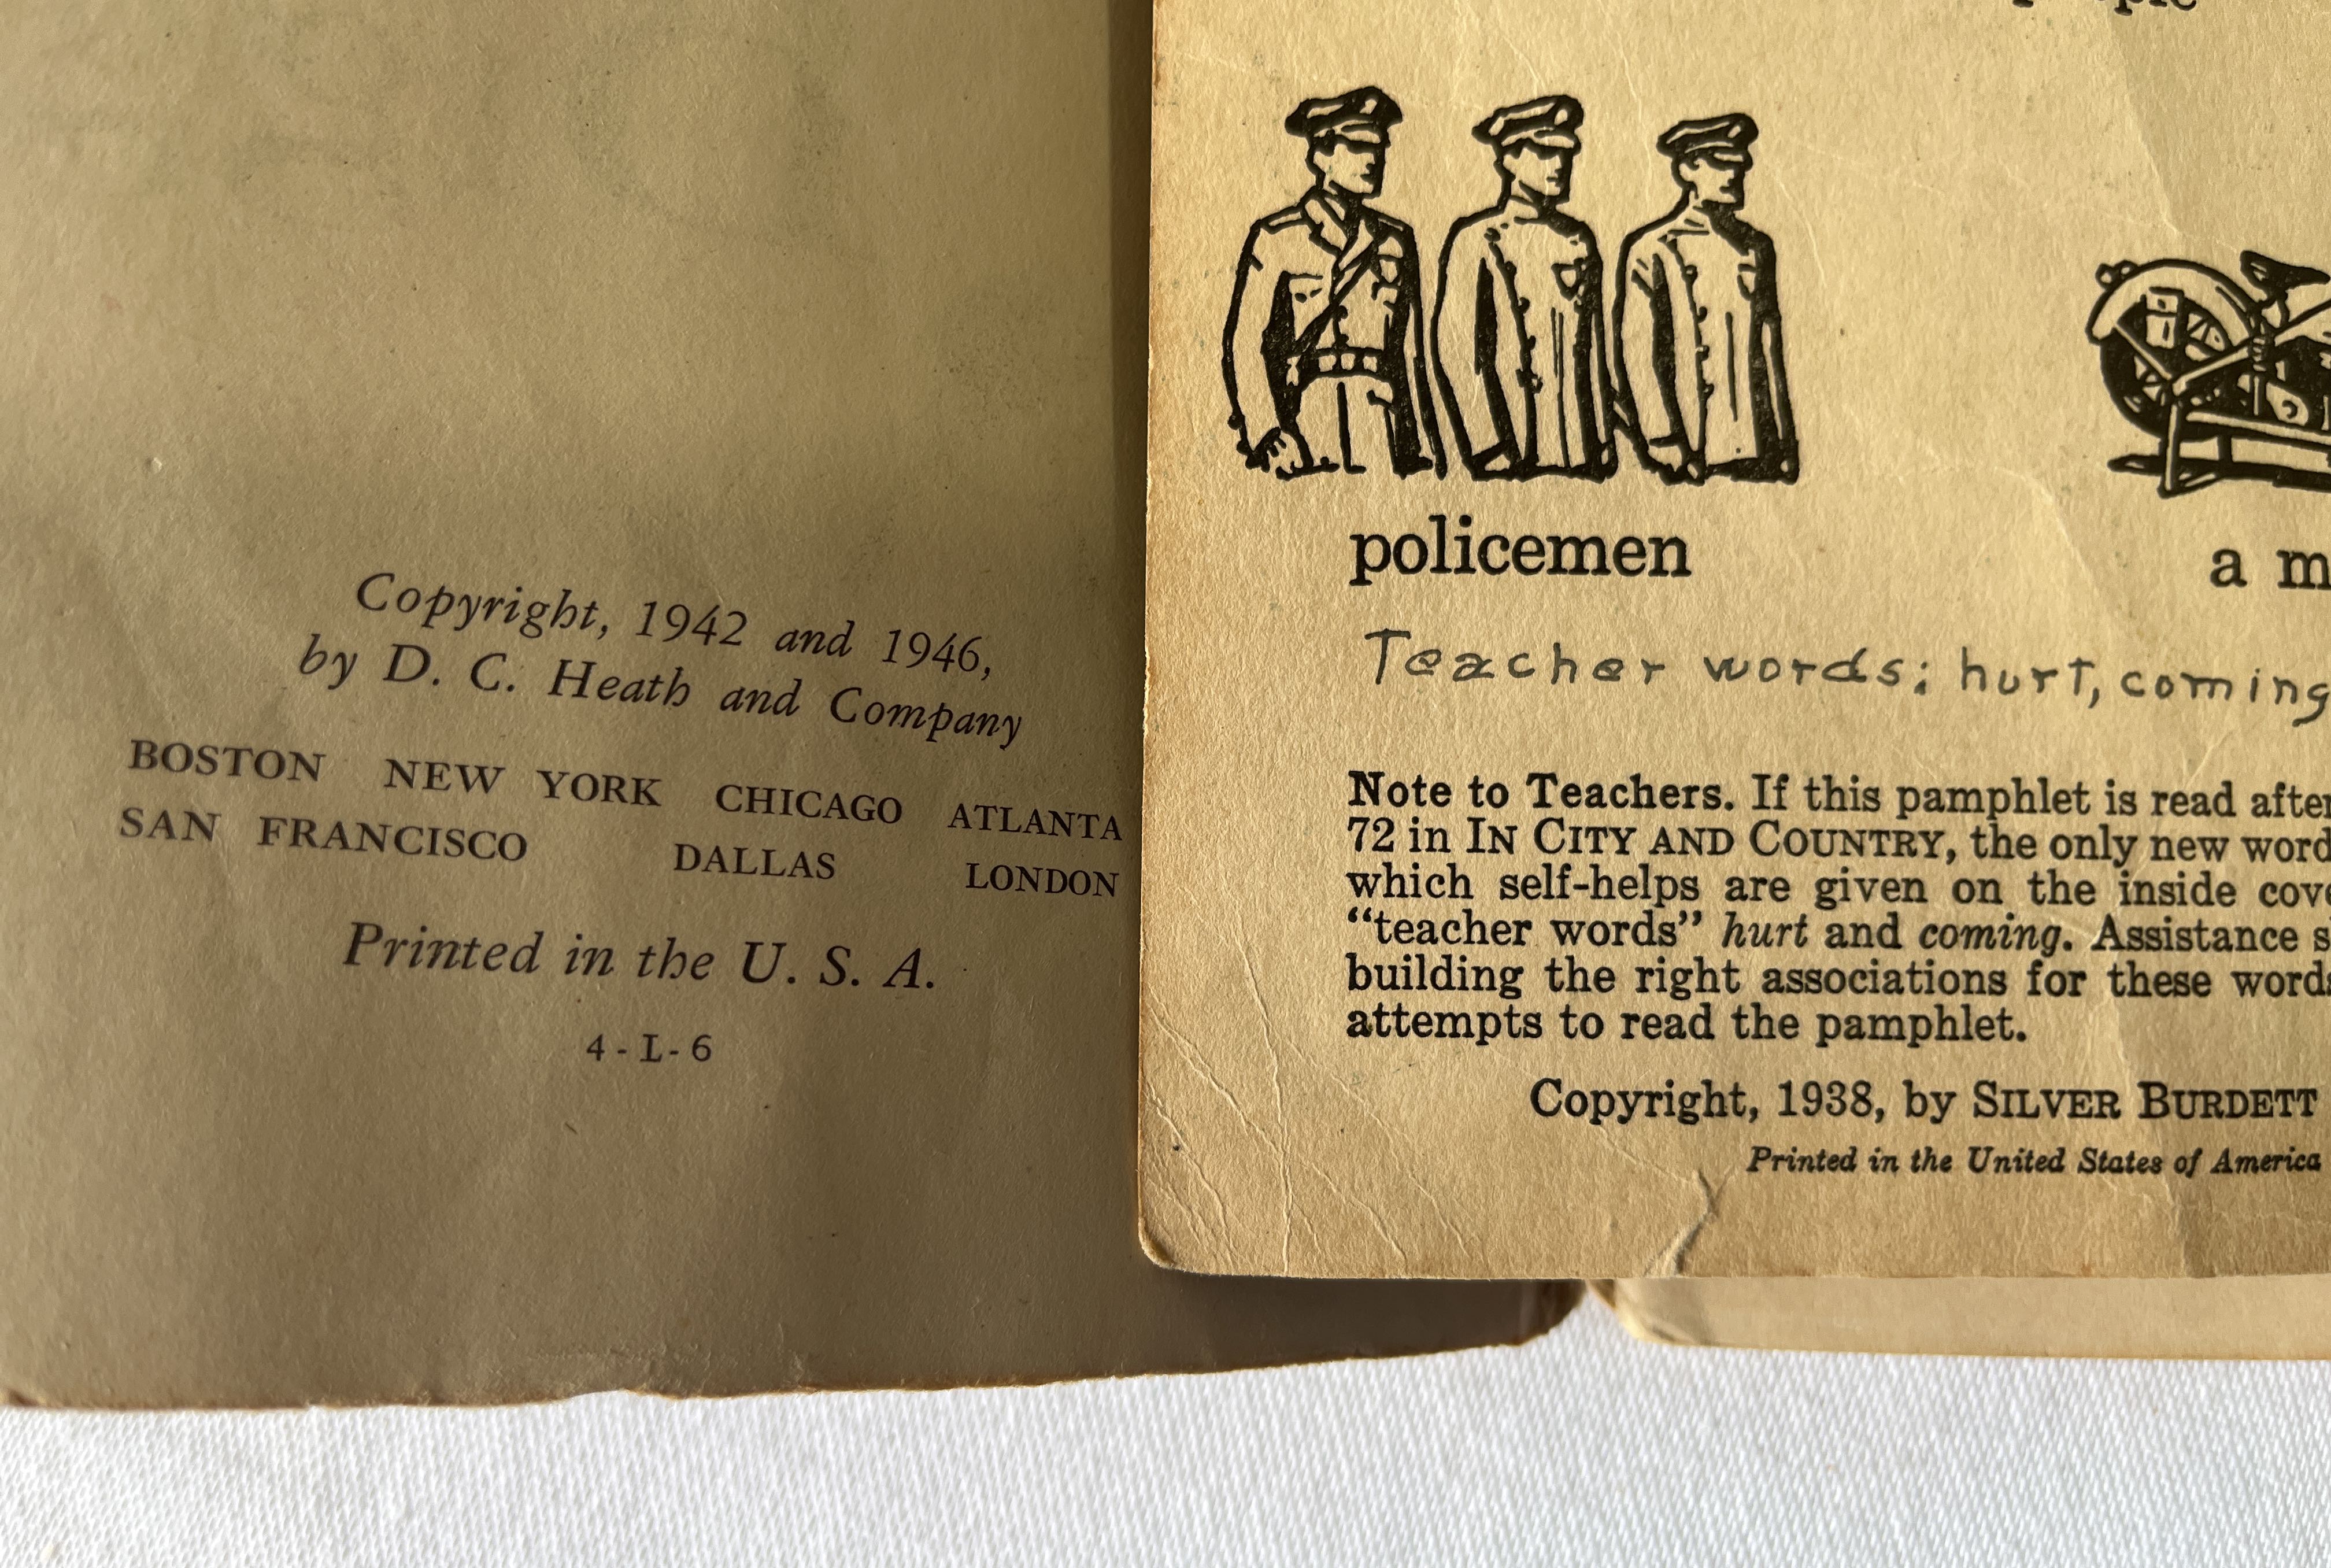 Copyright, 1942 and 1946,
by D. C. Heath and Company
BOSTON NEW YORK CHICAGO ATLANTA
SAN FRANCISCO DALLAS LONDON
Printed in the U. S. A.
4-L-6
policemen
a m
Teacher words; hurt, coming
Note to Teachers. If this pamphlet is read after
72 in IN CITY AND COUNTRY, the only new word
which self-helps are given on the inside cov
"teacher words" hurt and coming. Assistance s
building the right associations for these words
attempts to read the pamphlet.
Copyright, 1938, by SILVER BURDETT
Printed in the United States of America